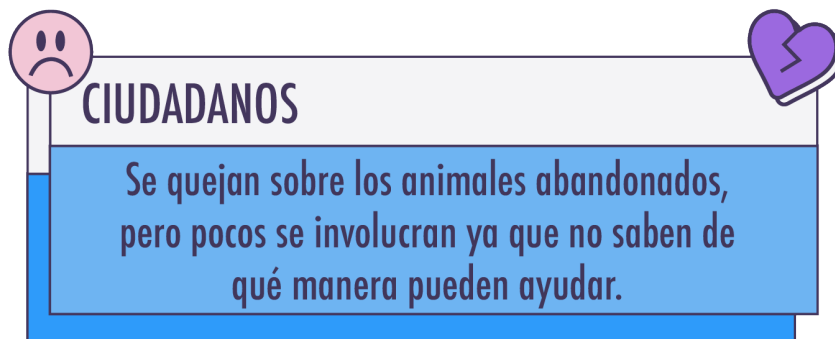 CIUDADANOS
Se quejan sobre los animales abandonados,
pero pocos se involucran ya que no saben de
qué manera pueden ayudar.